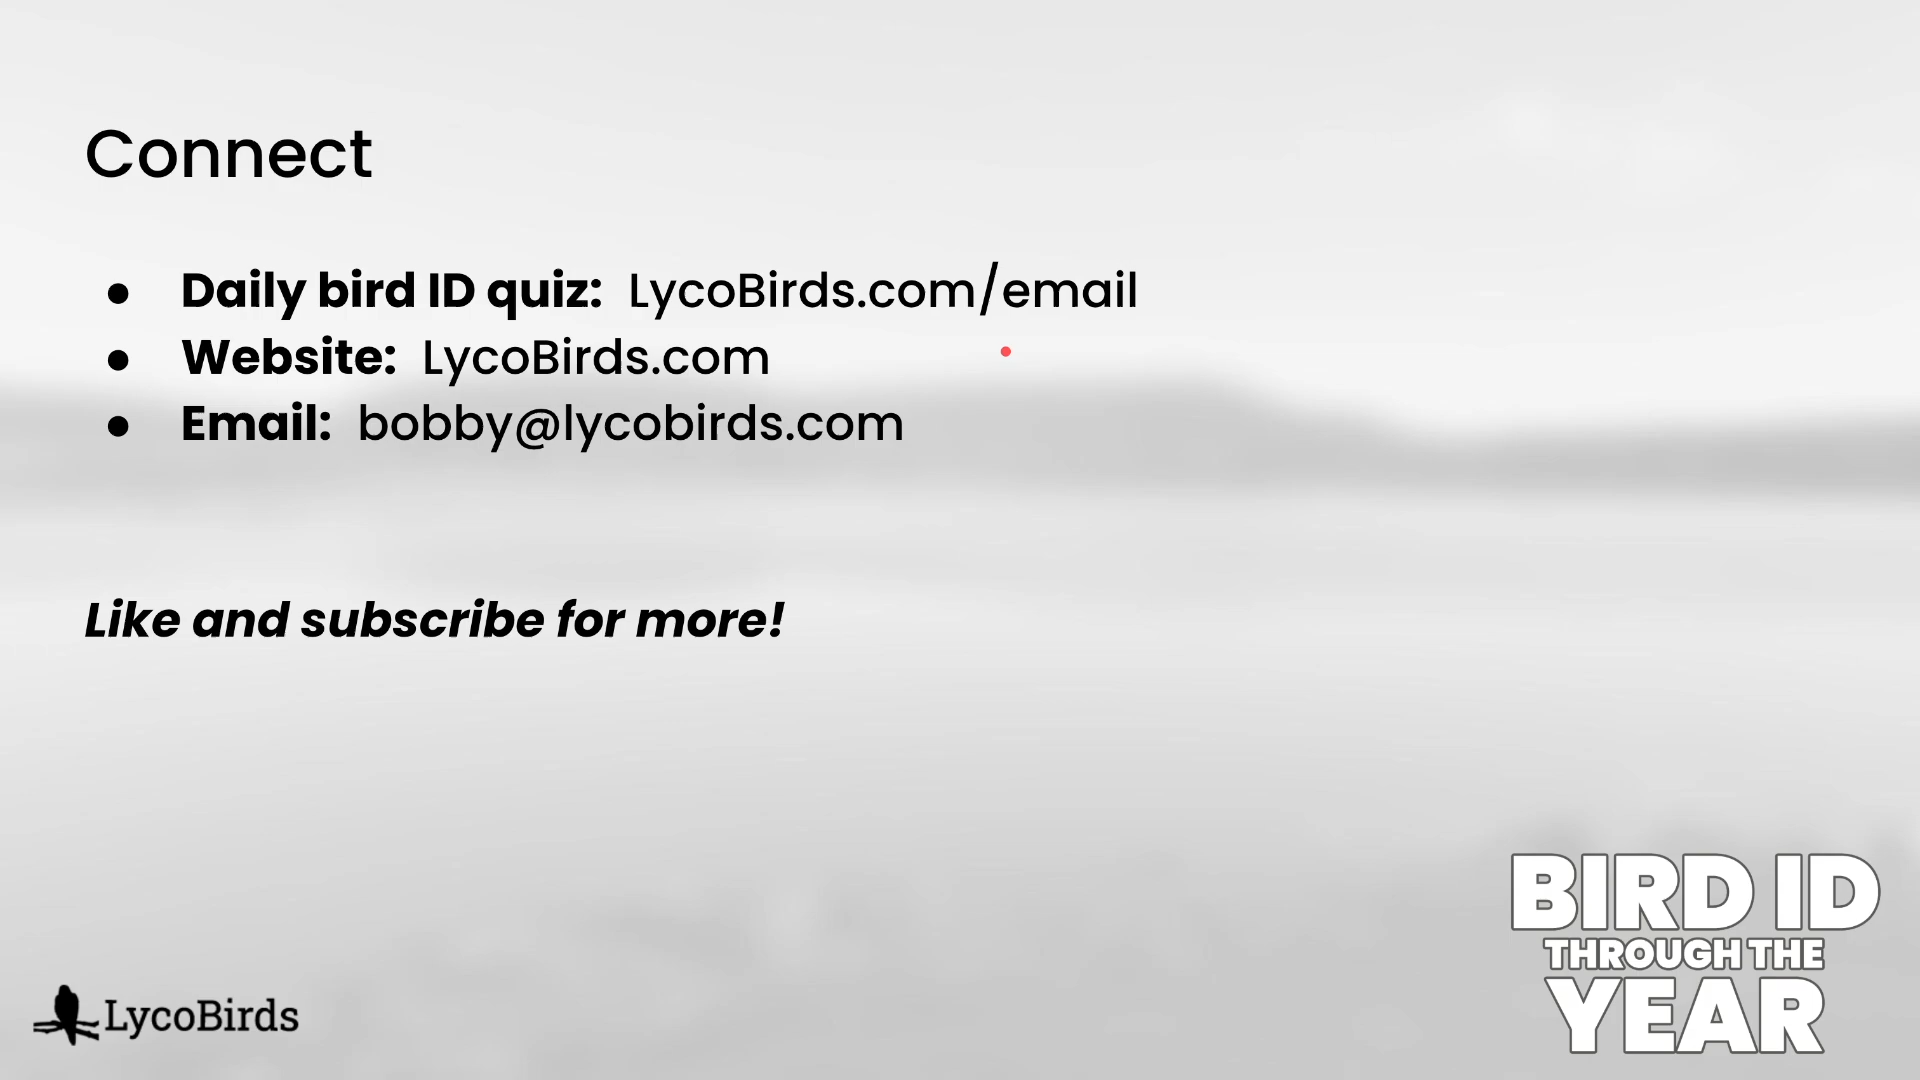 Connect
● Daily bird ID quiz: LycoBirds.com/email
● Website: LycoBirds.com
● Email: bobby@lycobirds.com
Like and subscribe for more!
LycoBirds
BIRD ID
THROUGH THE
YEAR